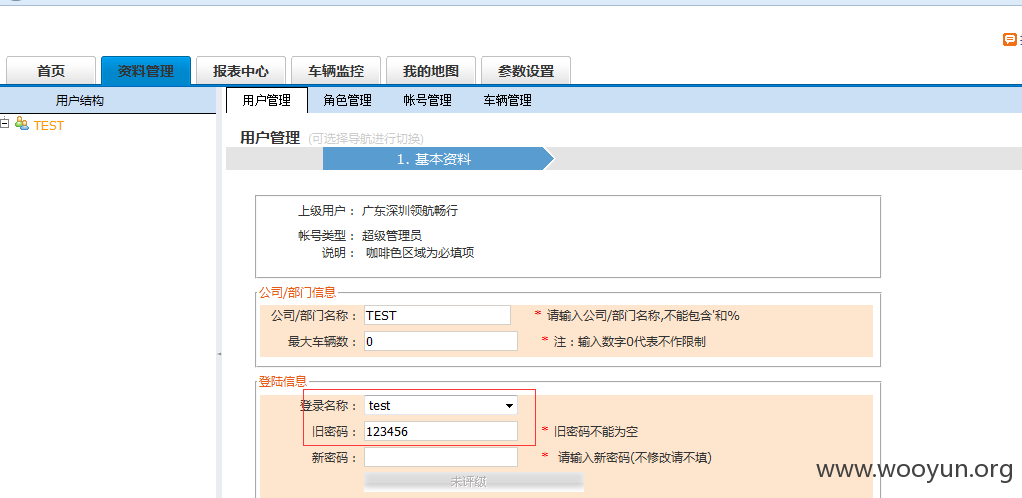 首页 资料管理 报表中心 车辆监控 我的地图 参数设置
用户结构 用户管理 角色管理 帐号管理 车辆管理
TEST
用户管理 (可选择导航进行切换)
1. 基本资料
上级用户： 广东深圳领航畅行
帐号类型： 超级管理员
说明： 咖啡色区域为必填项
公司/部门信息
公司/部门名称： TEST * 请输入公司/部门名称,不能包含'和%
最大车辆数： 0 * 注：输入数字0代表不作限制
登陆信息
登录名称： test
旧密码： 123456 * 旧密码不能为空
新密码： * 请输入新密码(不修改请不填)
未评级
www.wooyun.org